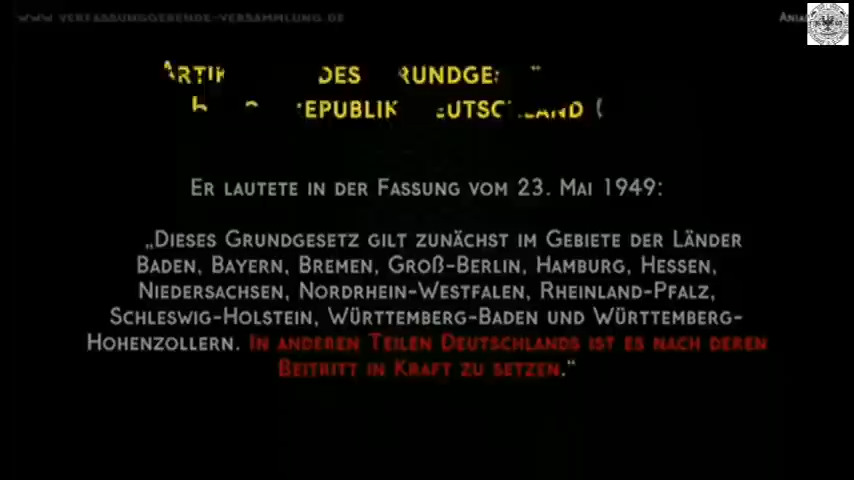 WWW.VERFASSUNGGEBENDE-VERSAMMLUNG.DE
DES
ER LAUTETE IN DER FASSUNG VOM 23. MAI 1949:
„DIESES GRUNDGESETZ GILT ZUNÄCHST IM GEBIETE DER LÄNDER
BADEN, BAYERN, BREMEN, GROß-BERLIN, HAMBURG, HESSEN,
NIEDERSACHSEN, NORDRHEIN-WESTFALEN, RHEINLAND-PFALZ,
SCHLESWIG-HOLSTEIN, WÜRTTEMBERG-BADEN UND WÜRTTEMBERG-
HOHENZOLLERN. IN ANDEREN TEILEN DEUTSCHLANDS IST ES NACH DEREN
BEITRITT IN KRAFT ZU SETZEN.“